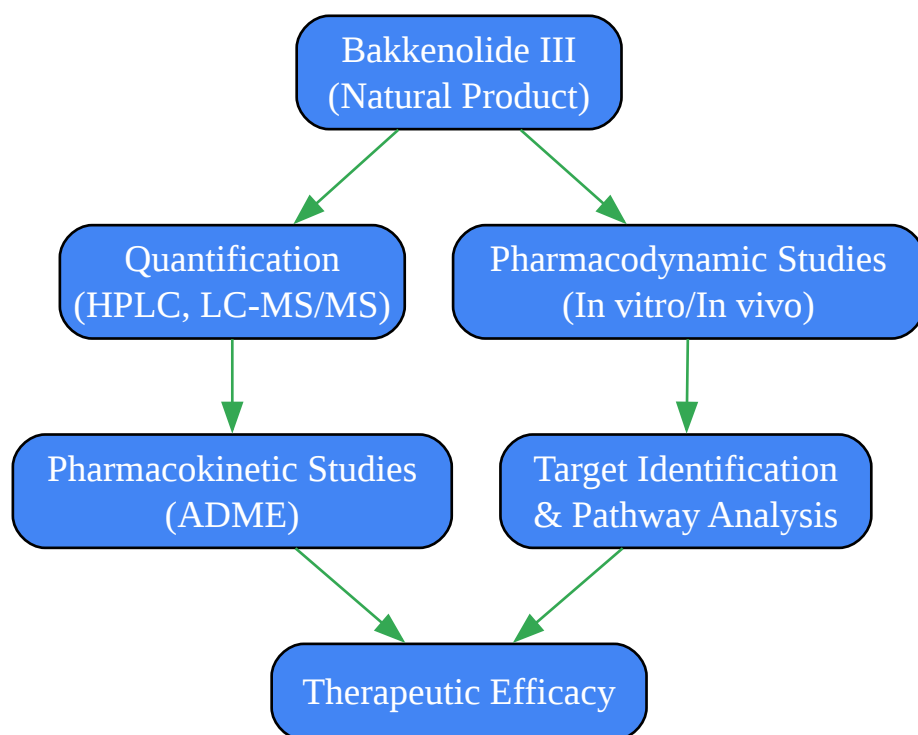 Bakkenolide III
(Natural Product)
Quantification
(HPLC, LC-MS/MS)
Pharmacodynamic Studies
(In vitro/In vivo)
Pharmacokinetic Studies
(ADME)
Target Identification
& Pathway Analysis
Therapeutic Efficacy